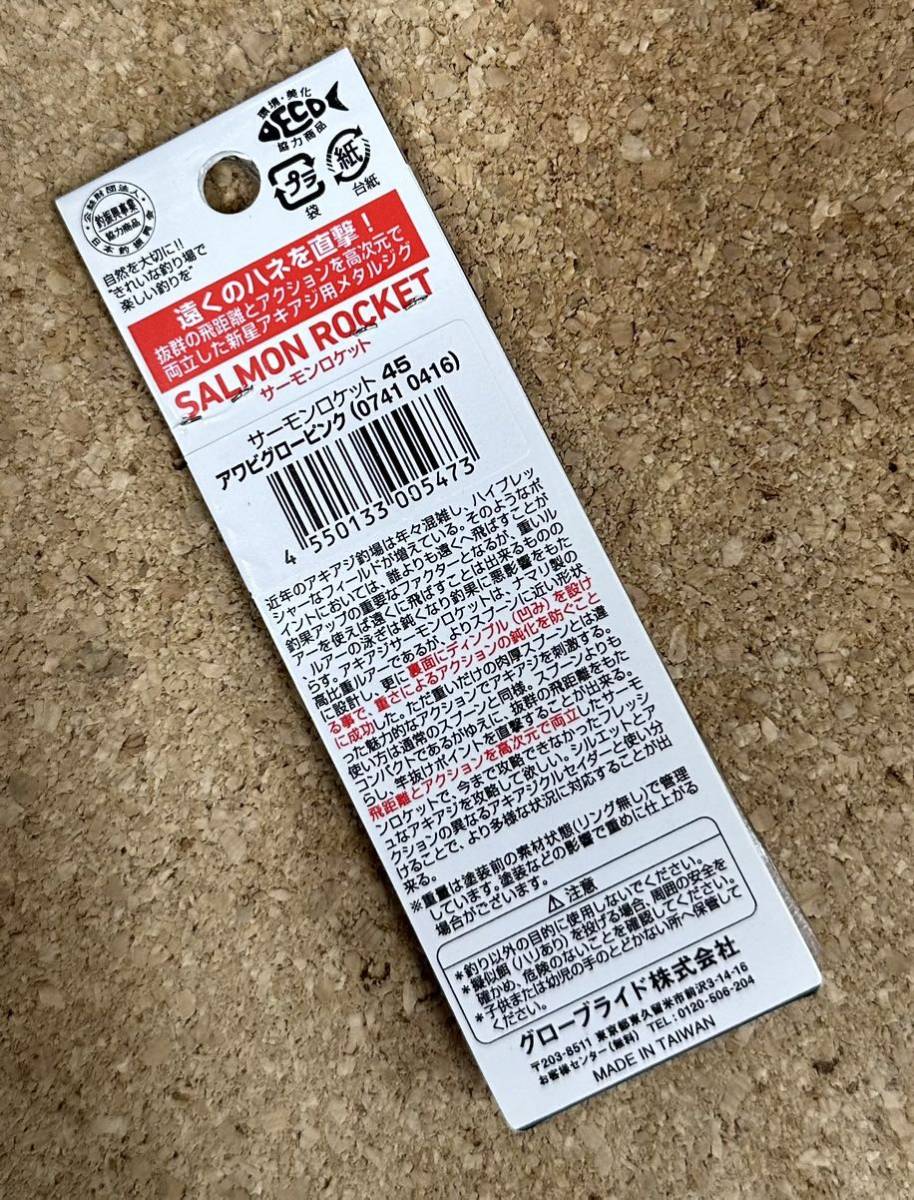 環境・美化
ECO
協力商品
プラ
袋
紙
台紙
公益財団法人
釣振興事業
協力商品
日本釣振興会
自然を大切に!!
"きれいな釣り場で
楽しい釣りを"
遠くのハネを直撃!
抜群の飛距離とアクションを高次元で
両立した新星アキアジ用メタルジグ
SALMON ROCKET
サーモンロケット
サーモンロケット 45
アワビグローピンク (0741 0416)
4 550133 005473
近年のアキアジ釣場は年々混雑し、ハイプレッ
シャーなフィールドが増えている。そのようなポ
イントにおいては、誰よりも遠くへ飛ばすことが
釣果アップの重要なファクターとなるが、重いル
アーを使えば遠くに飛ばすことは出来るものの
、ルアーの泳ぎは鈍くなり釣果に悪影響をもた
らす。アキアジサーモンロケットは、ナマリ製の
高比重ルアーであるが、よりスプーンに近い形状
に設計し、更に裏面にディンプル(凹み)を設け
る事で、重さによるアクションの鈍化を防ぐこと
に成功した。ただ重いだけの肉厚スプーンとは違
った魅力的なアクションでアキアジを刺激する。
使い方は通常のスプーンと同様。スプーンよりも
コンパクトであるがゆえに、抜群の飛距離をもた
らし、竿抜けポイントを直撃することが出来る。
飛距離とアクションを高次元で両立したサーモ
ンロケットで、今まで攻略できなかったフレッシ
ュなアキアジを攻略して欲しい。シルエットとア
クションの異なるアキアジクルセイダーと使い分
けることで、より多様な状況に対応することが出
来る。
※重量は塗装前の素材状態(リング無し)で管理
しています。塗装などの影響で重めに仕上がる
場合がございます。
⚠ 注意
*釣り以外の目的に使用しないでください。
*擬似餌(ハリあり)を投げる場合、周囲の安全を
確かめ、危険のないことを確認してください。
*子供または幼児の手のとどかない所へ保管して
ください。
グローブライド株式会社
〒203-8511 東京都東久留米市前沢3-14-16
お客様センター(無料) TEL:0120-506-204
MADE IN TAIWAN